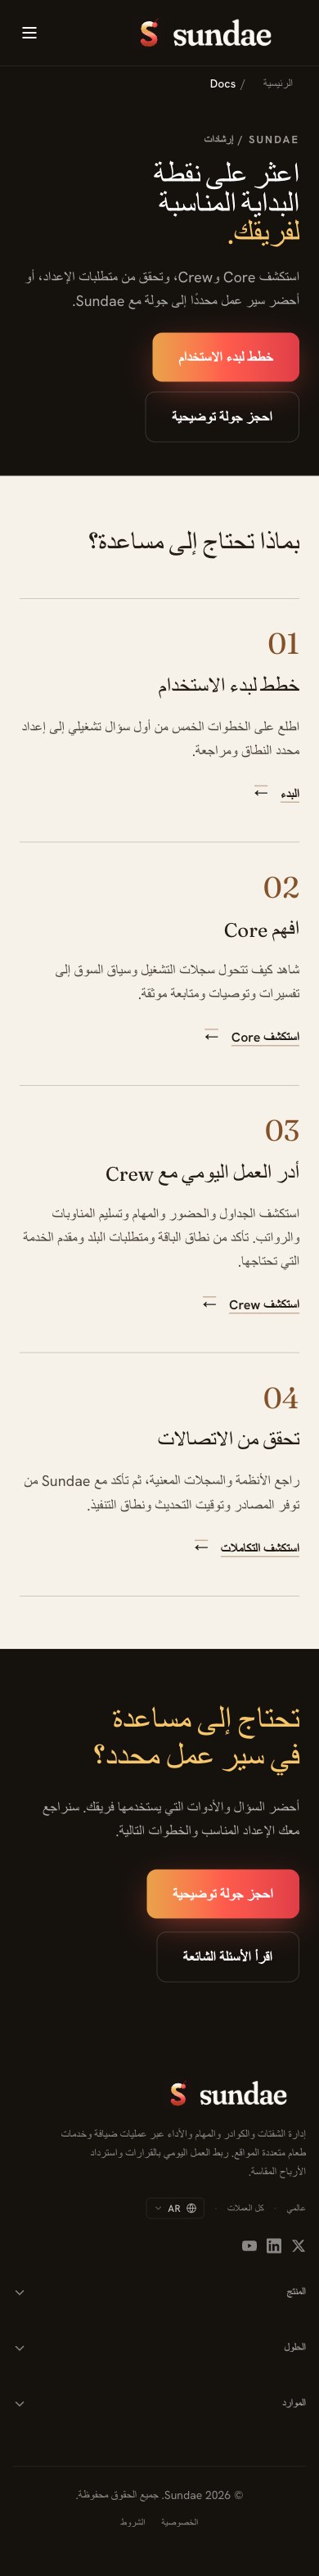 sundae
الرئيسية / Docs
SUNDAE / إرشادات
اعثر على نقطة
البداية المناسبة
لفريقك.
استكشف Core وCrew، وتحقق من متطلبات الإعداد، أو
أحضر سير عمل محددًا إلى جولة مع Sundae.
خطط لبدء الاستخدام
احجز جولة توضيحية
بماذا تحتاج إلى مساعدة؟
01
خطط لبدء الاستخدام
اطلع على الخطوات الخمس من أول سؤال تشغيلي إلى إعداد
محدد النطاق ومراجعة.
البدء ←
02
افهم Core
شاهد كيف تتحول سجلات التشغيل وسياق السوق إلى
تفسيرات وتوصيات ومتابعة موثقة.
استكشف Core ←
03
أدر العمل اليومي مع Crew
استكشف الجداول والحضور والمهام وتسليم المناوبات
والرواتب. تأكد من نطاق الباقة ومتطلبات البلد ومقدم الخدمة
التي تحتاجها.
استكشف Crew ←
04
تحقق من الاتصالات
راجع الأنظمة والسجلات المعنية، ثم تأكد مع Sundae من
توفر المصادر وتوقيت التحديث ونطاق التنفيذ.
استكشف التكاملات ←
تحتاج إلى مساعدة
في سير عمل محدد؟
أحضر السؤال والأدوات التي يستخدمها فريقك. سنراجع
معك الإعداد المناسب والخطوات التالية.
احجز جولة توضيحية
اقرأ الأسئلة الشائعة
sundae
إدارة الشفتات والكوادر والمهام والأداء عبر عمليات ضيافة وخدمات
طعام متعددة المواقع. ربط العمل اليومي بالقرارات واسترداد
الأرباح المقاسة.
عالمي · كل العملات · AR
المنتج
الحلول
الموارد
© 2026 Sundae. جميع الحقوق محفوظة.
الخصوصية الشروط